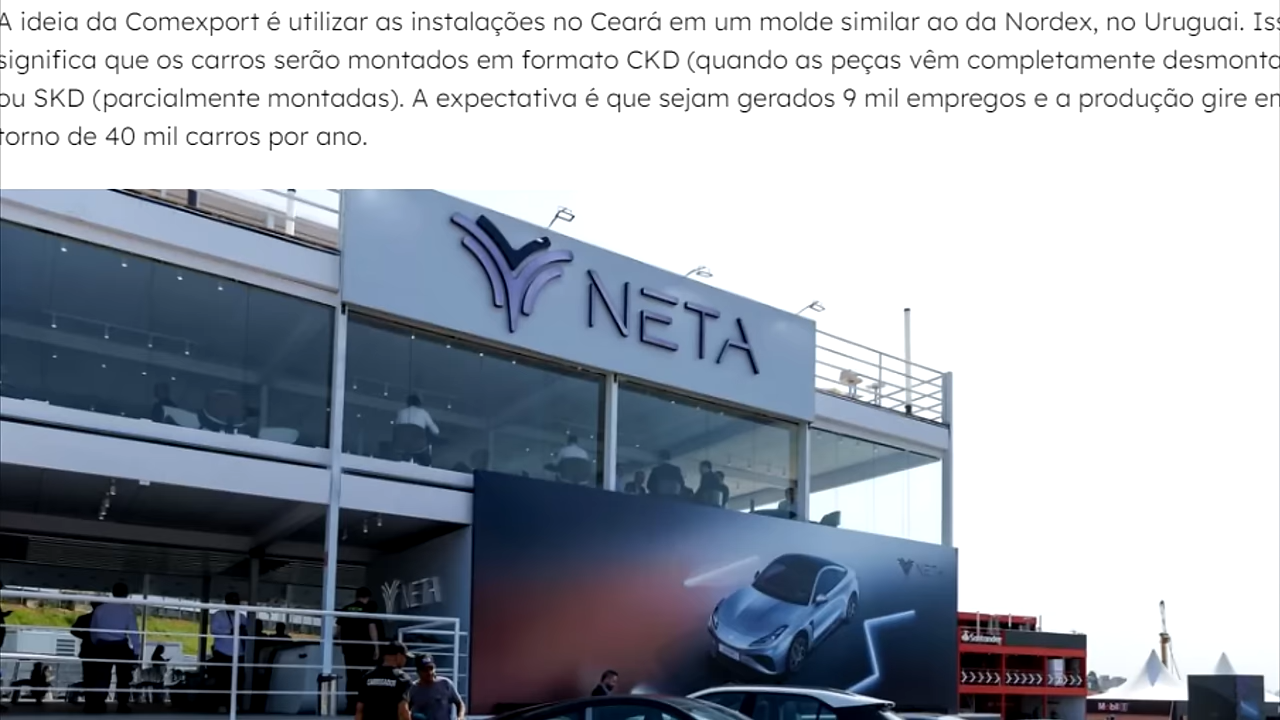 A ideia da Comexport é utilizar as instalações no Ceará em um molde similar ao da Nordex, no Uruguai. Iss
significa que os carros serão montados em formato CKD (quando as peças vêm completamente desmonta
ou SKD (parcialmente montadas). A expectativa é que sejam gerados 9 mil empregos e a produção gire em
torno de 40 mil carros por ano.
NETA
NETA
NETA
Santander
Mobil